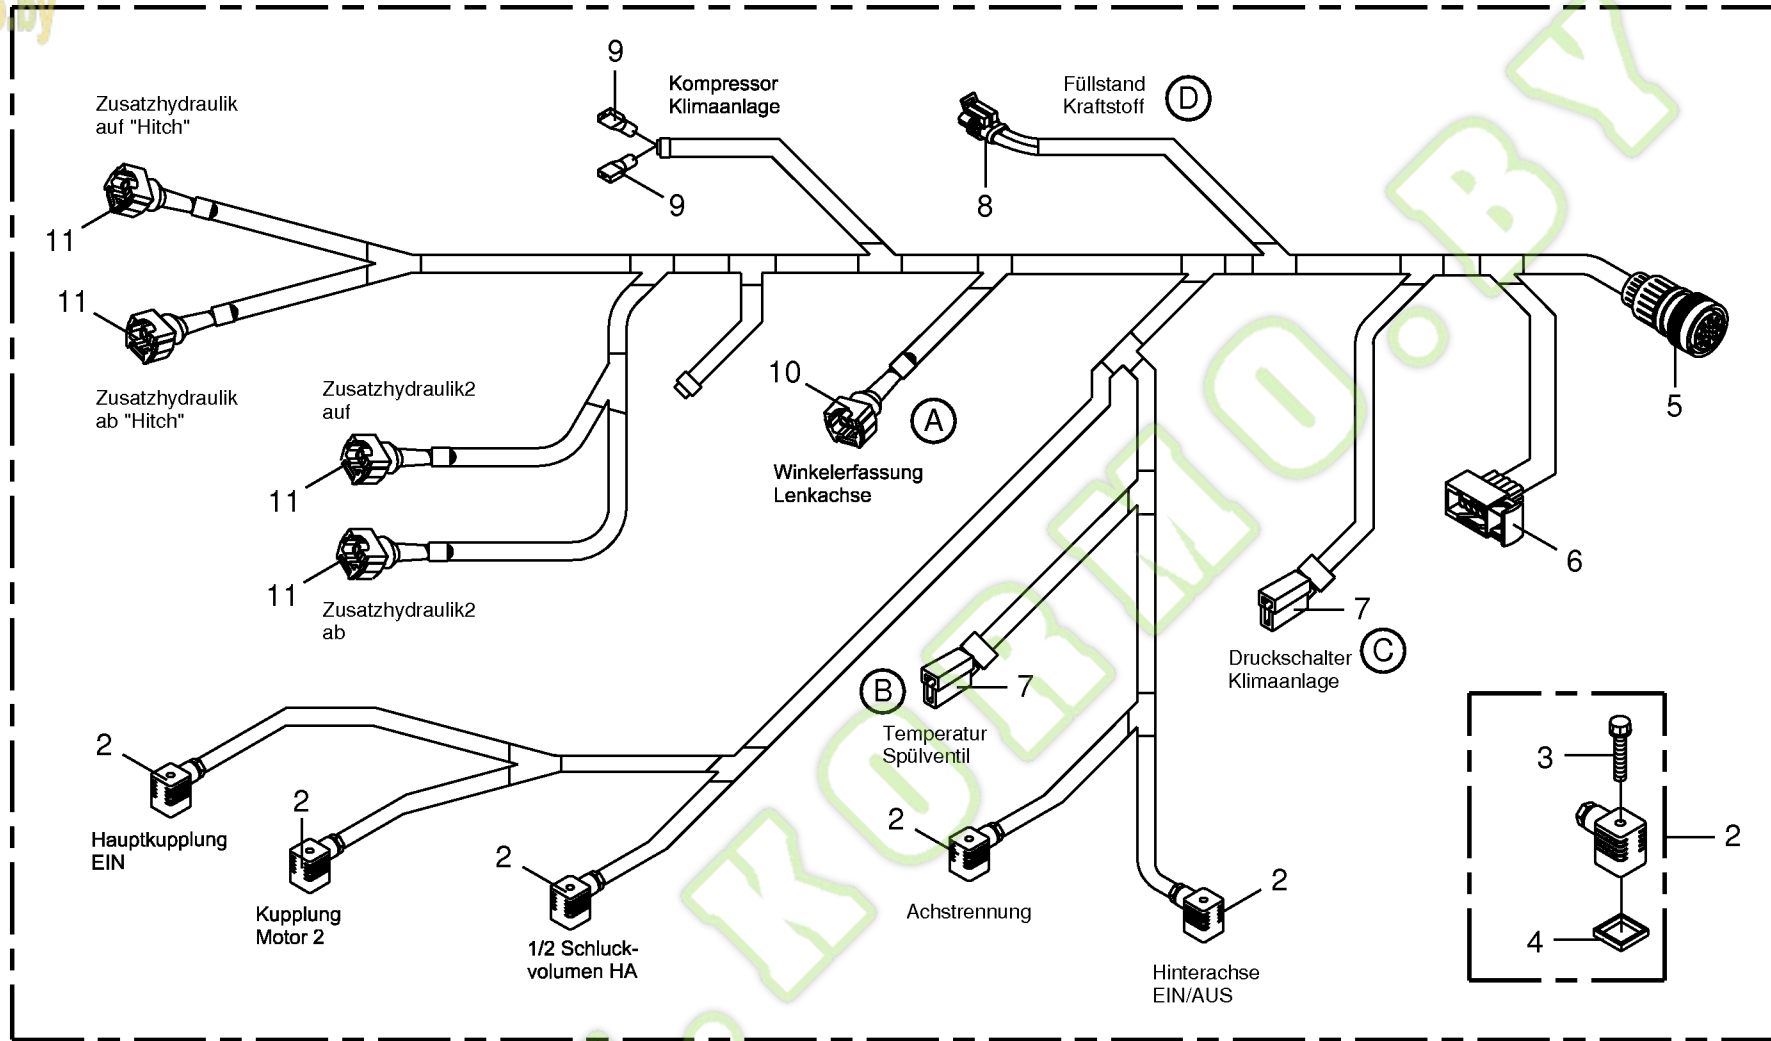 9
Kompressor
Klimaanlage
9
Füllstand
Kraftstoff
D
8
Zusatzhydraulik
auf "Hitch"
11
11
Zusatzhydraulik
ab "Hitch"
Zusatzhydraulik2
auf
11
11
Zusatzhydraulik2
ab
10
A
Winkelerfassung
Lenkachse
5
6
7
C
Druckschalter
Klimaanlage
B
7
Temperatur
Spülventil
2
Hauptkupplung
EIN
2
Kupplung
Motor 2
2
1/2 Schluck-
volumen HA
2
Achstrennung
2
Hinterachse
EIN/AUS
3
2
4
KORMO.BY